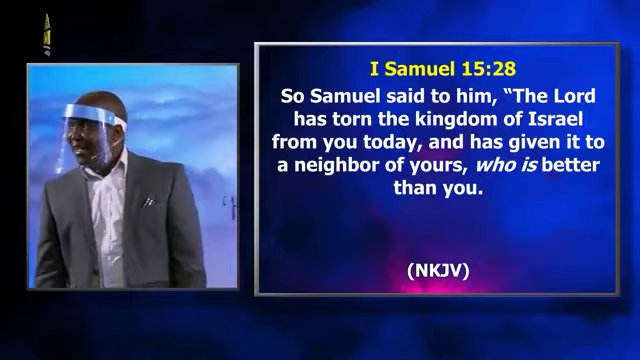 I Samuel 15:28
So Samuel said to him, “The Lord
has torn the kingdom of Israel
from you today, and has given it to
a neighbor of yours, who is better
than you.
(NKJV)